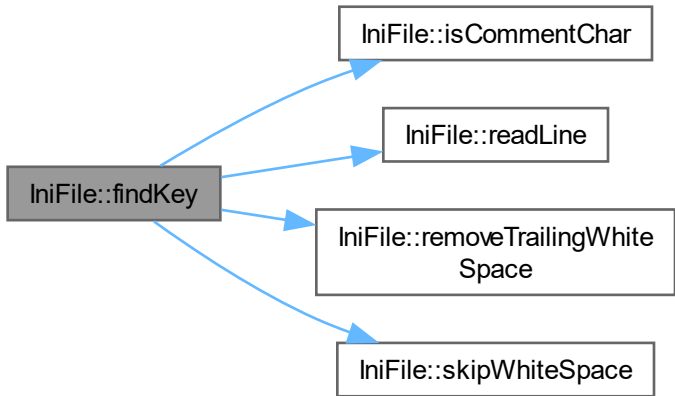 IniFile::isCommentChar
IniFile::readLine
IniFile::findKey
IniFile::removeTrailingWhite
Space
IniFile::skipWhiteSpace